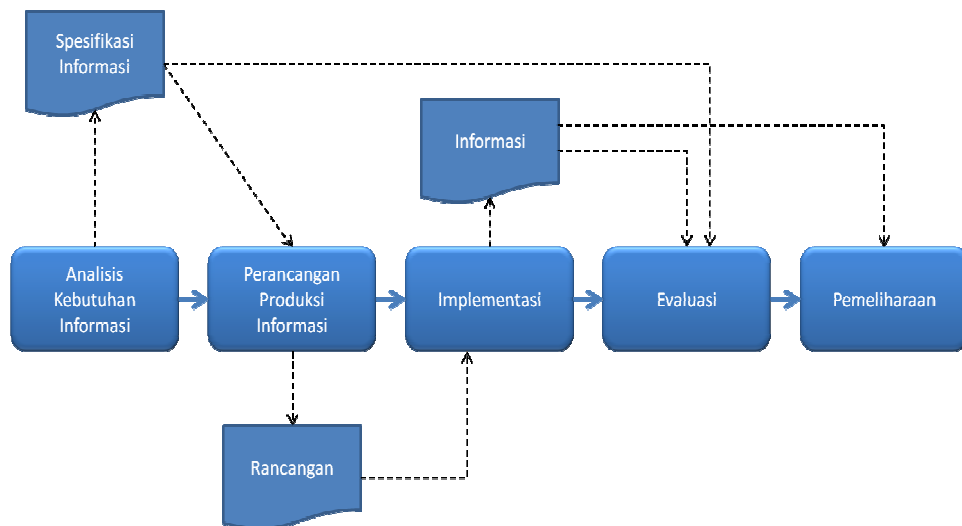 Spesifikasi
Informasi
Informasi
Analisis
Kebutuhan
Informasi
Perancangan
Produksi
Informasi
Implementasi
Evaluasi
Pemeliharaan
Rancangan